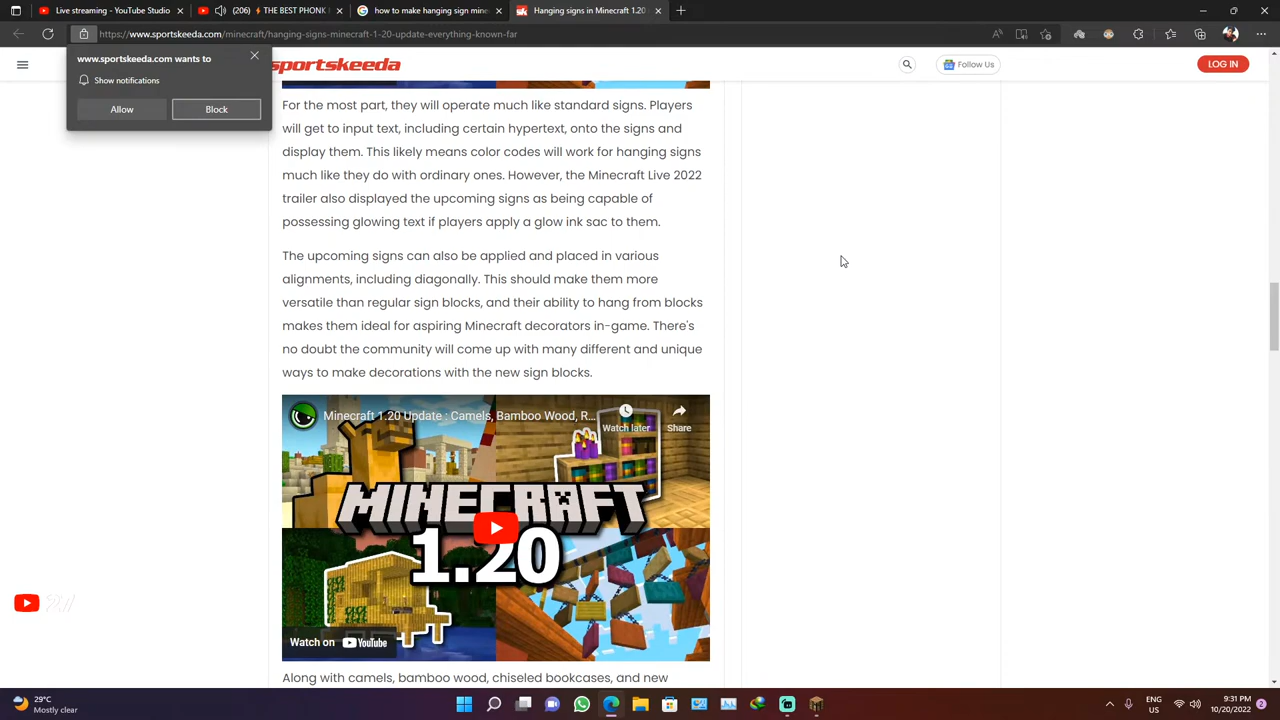 Live streaming - YouTube Studio
(206) ⚡ THE BEST PHONK
how to make hanging sign mine
Hanging signs in Minecraft 1.20
https://www.sportskeeda.com/minecraft/hanging-signs-minecraft-1-20-update-everything-known-far
www.sportskeeda.com wants to
Show notifications
Allow
Block
sportskeeda
Follow Us
LOG IN
For the most part, they will operate much like standard signs. Players
will get to input text, including certain hypertext, onto the signs and
display them. This likely means color codes will work for hanging signs
much like they do with ordinary ones. However, the Minecraft Live 2022
trailer also displayed the upcoming signs as being capable of
possessing glowing text if players apply a glow ink sac to them.
The upcoming signs can also be applied and placed in various
alignments, including diagonally. This should make them more
versatile than regular sign blocks, and their ability to hang from blocks
makes them ideal for aspiring Minecraft decorators in-game. There's
no doubt the community will come up with many different and unique
ways to make decorations with the new sign blocks.
Minecraft 1.20 Update : Camels, Bamboo Wood, R...
Watch later
Share
MINECRAFT
1.20
Watch on YouTube
Along with camels, bamboo wood, chiseled bookcases, and new
29°C
Mostly clear
ENG
US
9:31 PM
10/20/2022
2